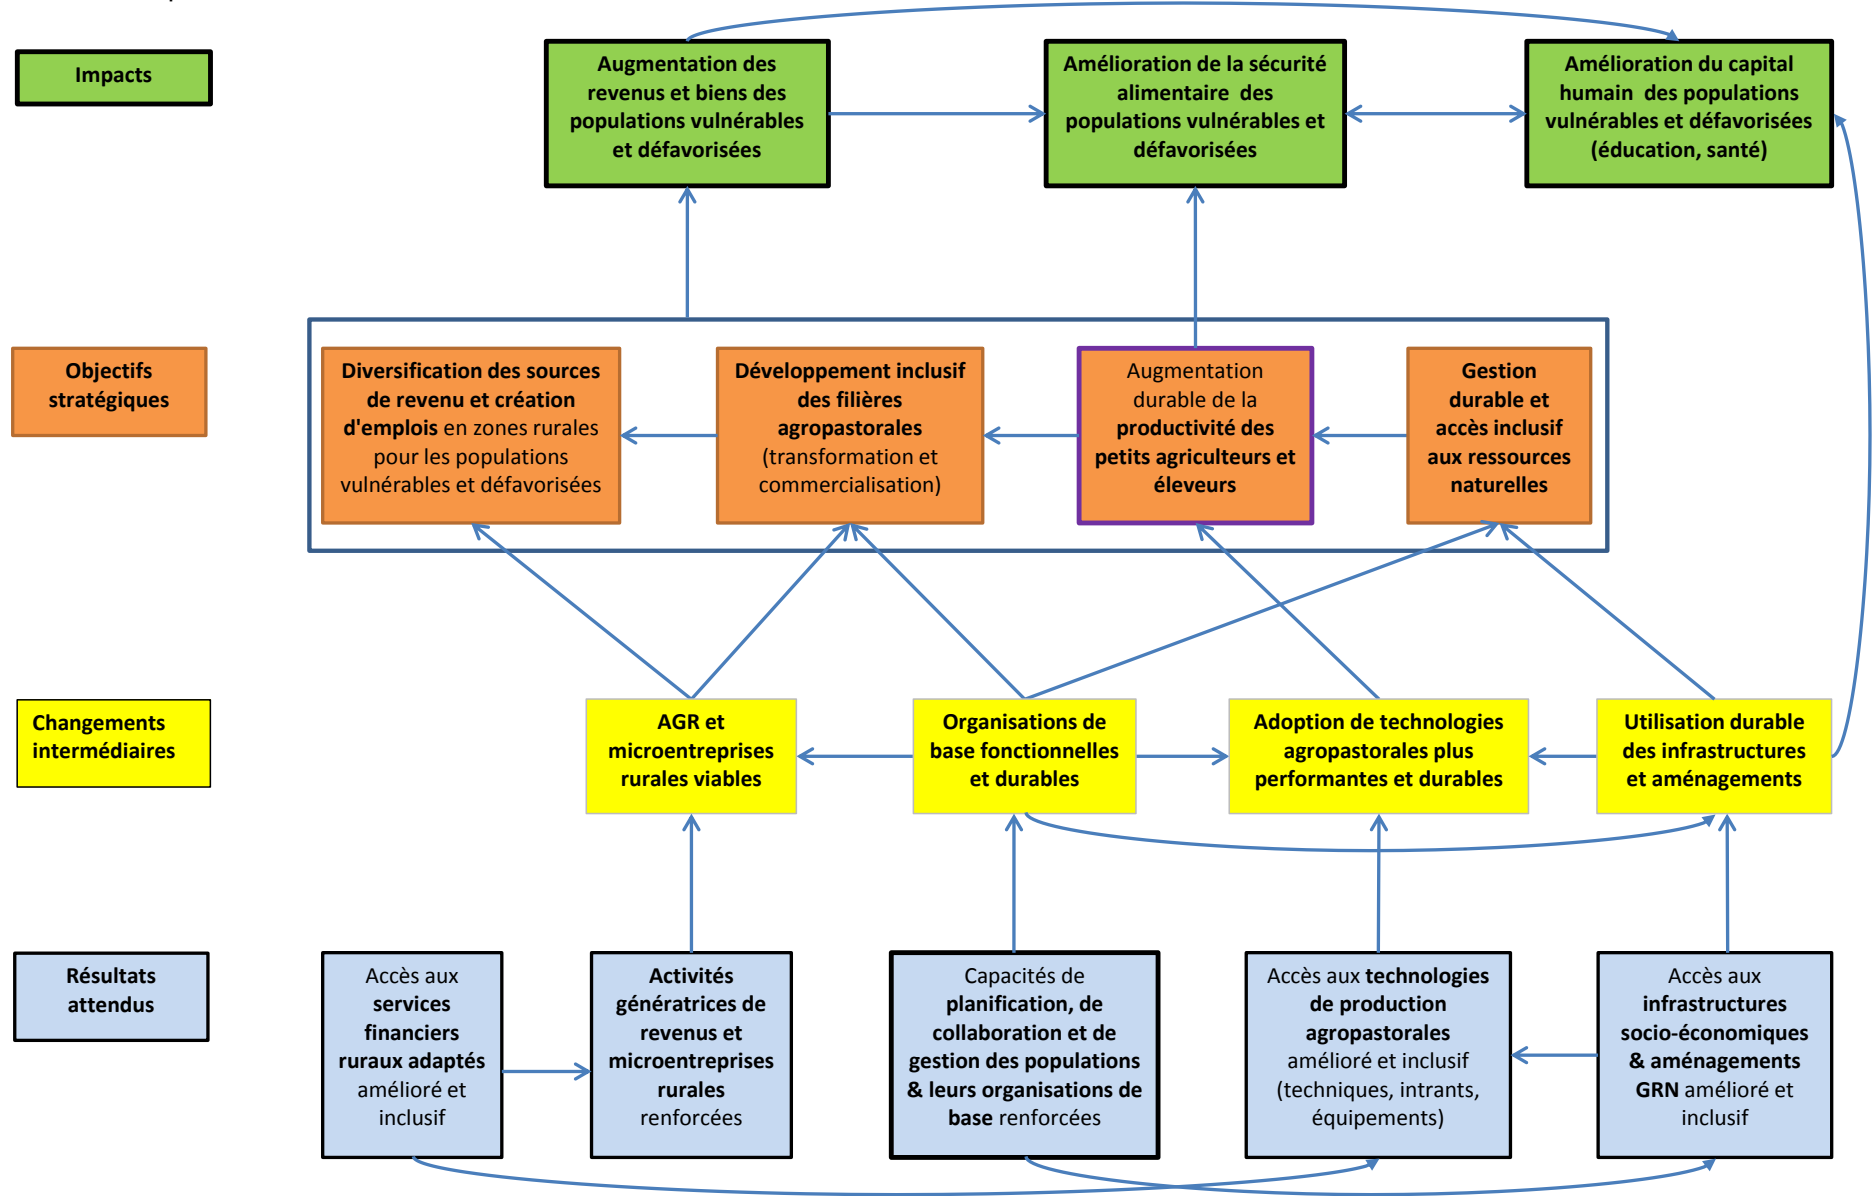 Impacts
Augmentation des
revenus et biens des
populations vulnérables
et défavorisées
Amélioration de la sécurité
alimentaire des
populations vulnérables et
défavorisées
Amélioration du capital
humain des populations
vulnérables et défavorisées
(éducation, santé)
Objectifs
stratégiques
Diversification des sources
de revenu et création
d'emplois en zones rurales
pour les populations
vulnérables et défavorisées
Développement inclusif
des filières
agropastorales
(transformation et
commercialisation)
Augmentation
durable de la
productivité des
petits agriculteurs et
éleveurs
Gestion
durable et
accès inclusif
aux ressources
naturelles
Changements
intermédiaires
AGR et
microentreprises
rurales viables
Organisations de
base fonctionnelles
et durables
Adoption de technologies
agropastorales plus
performantes et durables
Utilisation durable
des infrastructures
et aménagements
Résultats
attendus
Accès aux
services
financiers
ruraux adaptés
amélioré et
inclusif
Activités
génératrices de
revenus et
microentreprises
rurales
renforcées
Capacités de
planification, de
collaboration et de
gestion des populations
& leurs organisations de
base renforcées
Accès aux technologies
de production
agropastorales
amélioré et inclusif
(techniques, intrants,
équipements)
Accès aux
infrastructures
socio-économiques
& aménagements
GRN amélioré et
inclusif